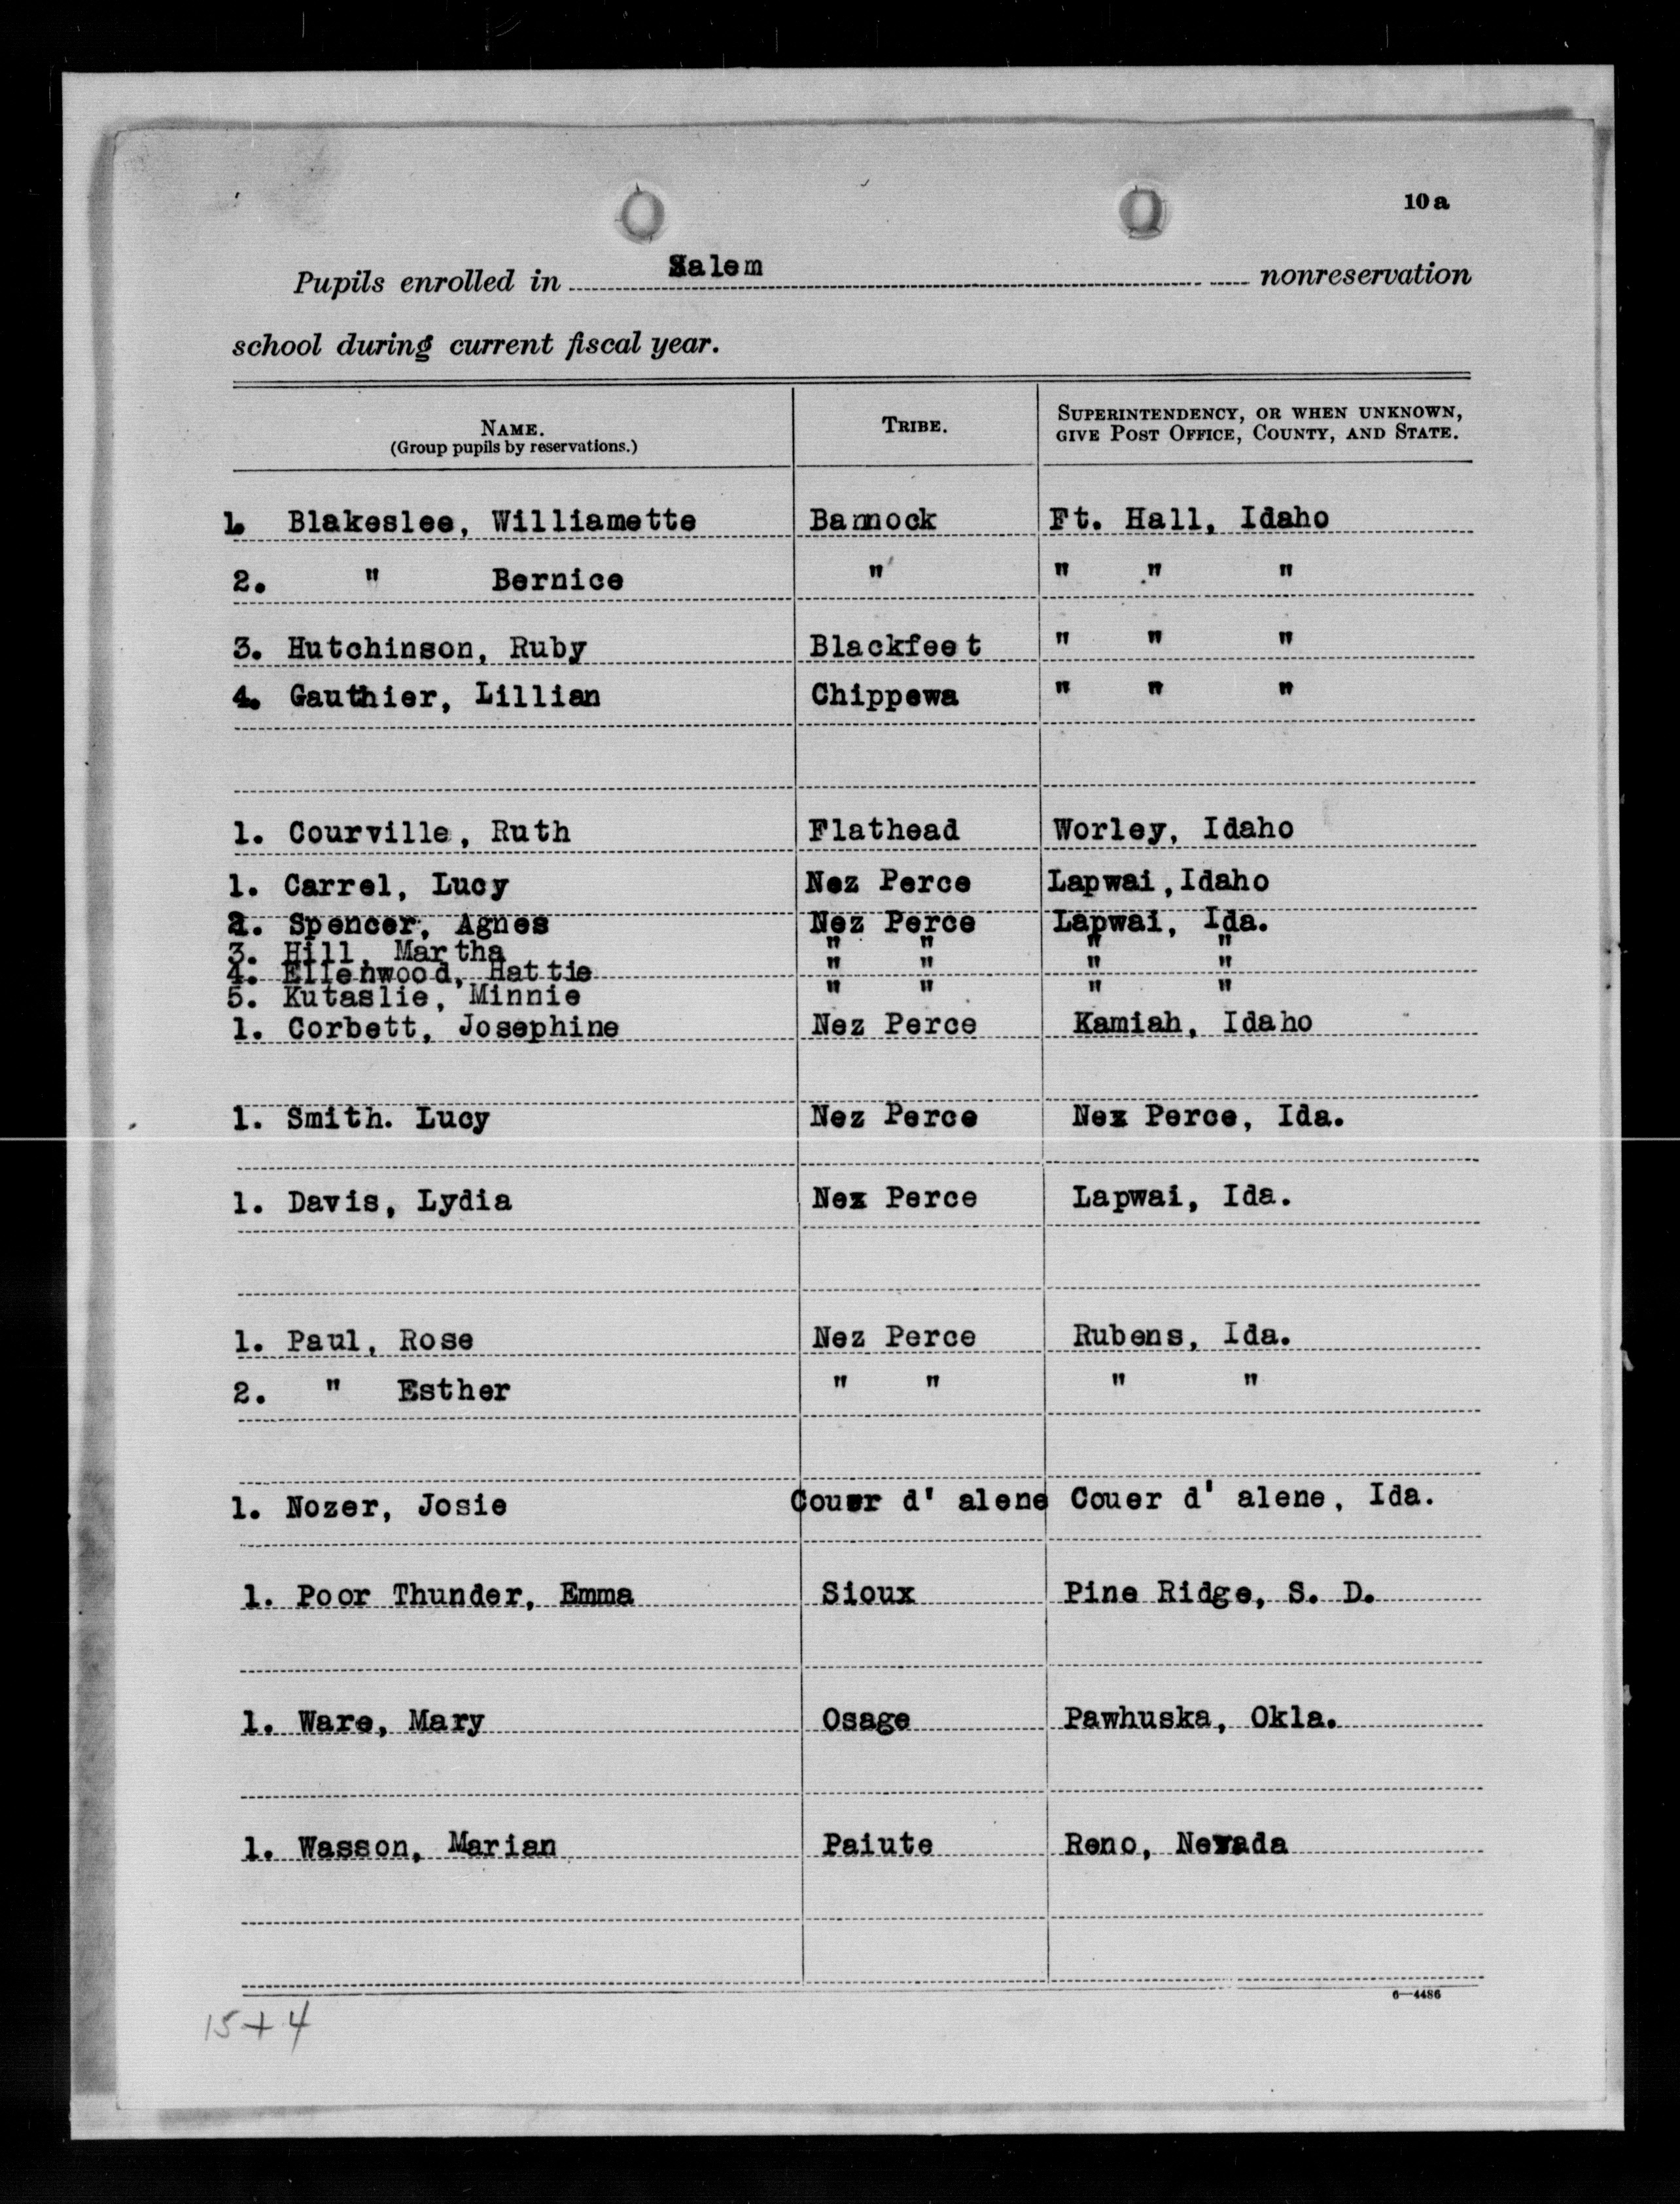 10 a
Pupils enrolled in Salem nonreservation
school during current fiscal year.
NAME. TRIBE. SUPERINTENDENCY, OR WHEN UNKNOWN,
(Group pupils by reservations.) GIVE POST OFFICE, COUNTY, AND STATE.
1. Blakeslee, Williamette Bannock Ft. Hall, Idaho
2. " Bernice " " " "
3. Hutchinson, Ruby Blackfeet " " "
4. Gauthier, Lillian Chippewa " " "
1. Courville, Ruth Flathead Worley, Idaho
1. Carrel, Lucy Nez Perce Lapwai, Idaho
2. Spencer, Agnes Nez Perce Lapwai, Ida.
3. Hill, Martha " " " "
4. Ellenwood, Hattie " " " "
5. Kutaslie, Minnie " " " "
1. Corbett, Josephine Nez Perce Kamiah, Idaho
1. Smith. Lucy Nez Perce Nez Perce, Ida.
1. Davis, Lydia Nez Perce Lapwai, Ida.
1. Paul, Rose Nez Perce Rubens, Ida.
2. " Esther " " " "
1. Nozer, Josie Couer d' alene Couer d' alene, Ida.
1. Poor Thunder, Emma Sioux Pine Ridge, S. D.
1. Ware, Mary Osage Pawhuska, Okla.
1. Wasson, Marian Paiute Reno, Nevada
6—4486
15+4